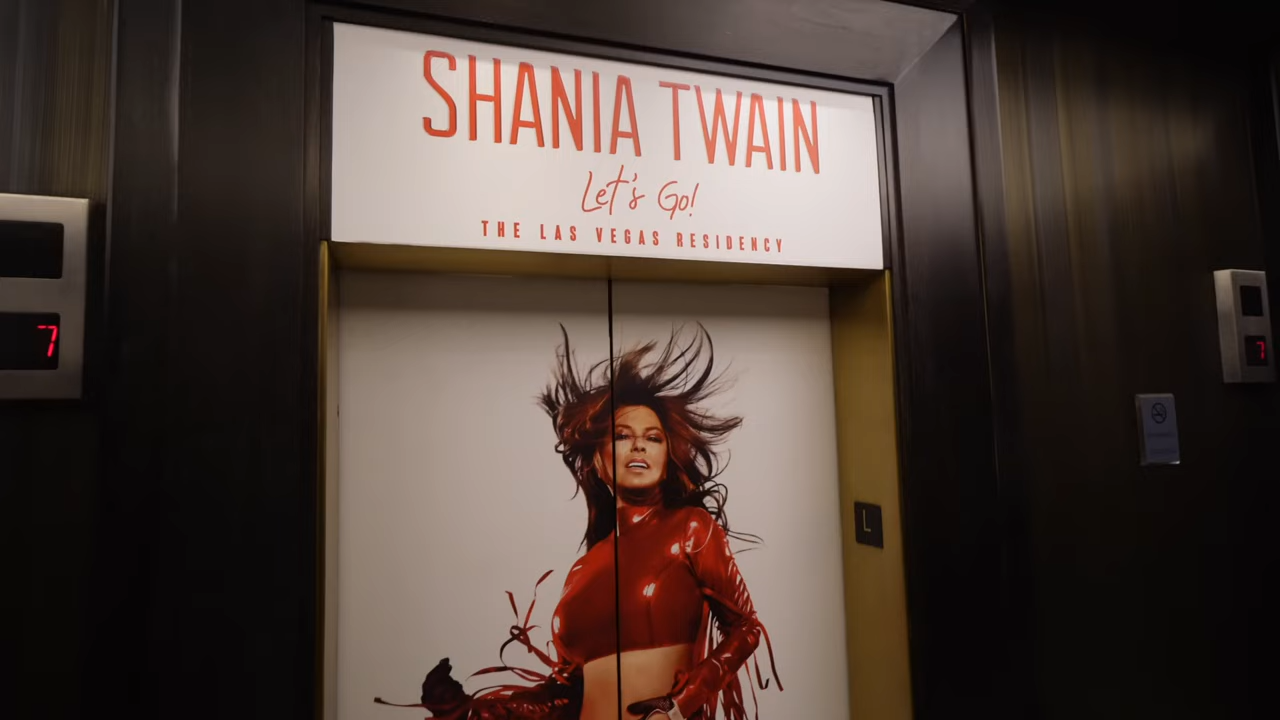 SHANIA TWAIN
Let's Go!
THE LAS VEGAS RESIDENCY
7
7
L